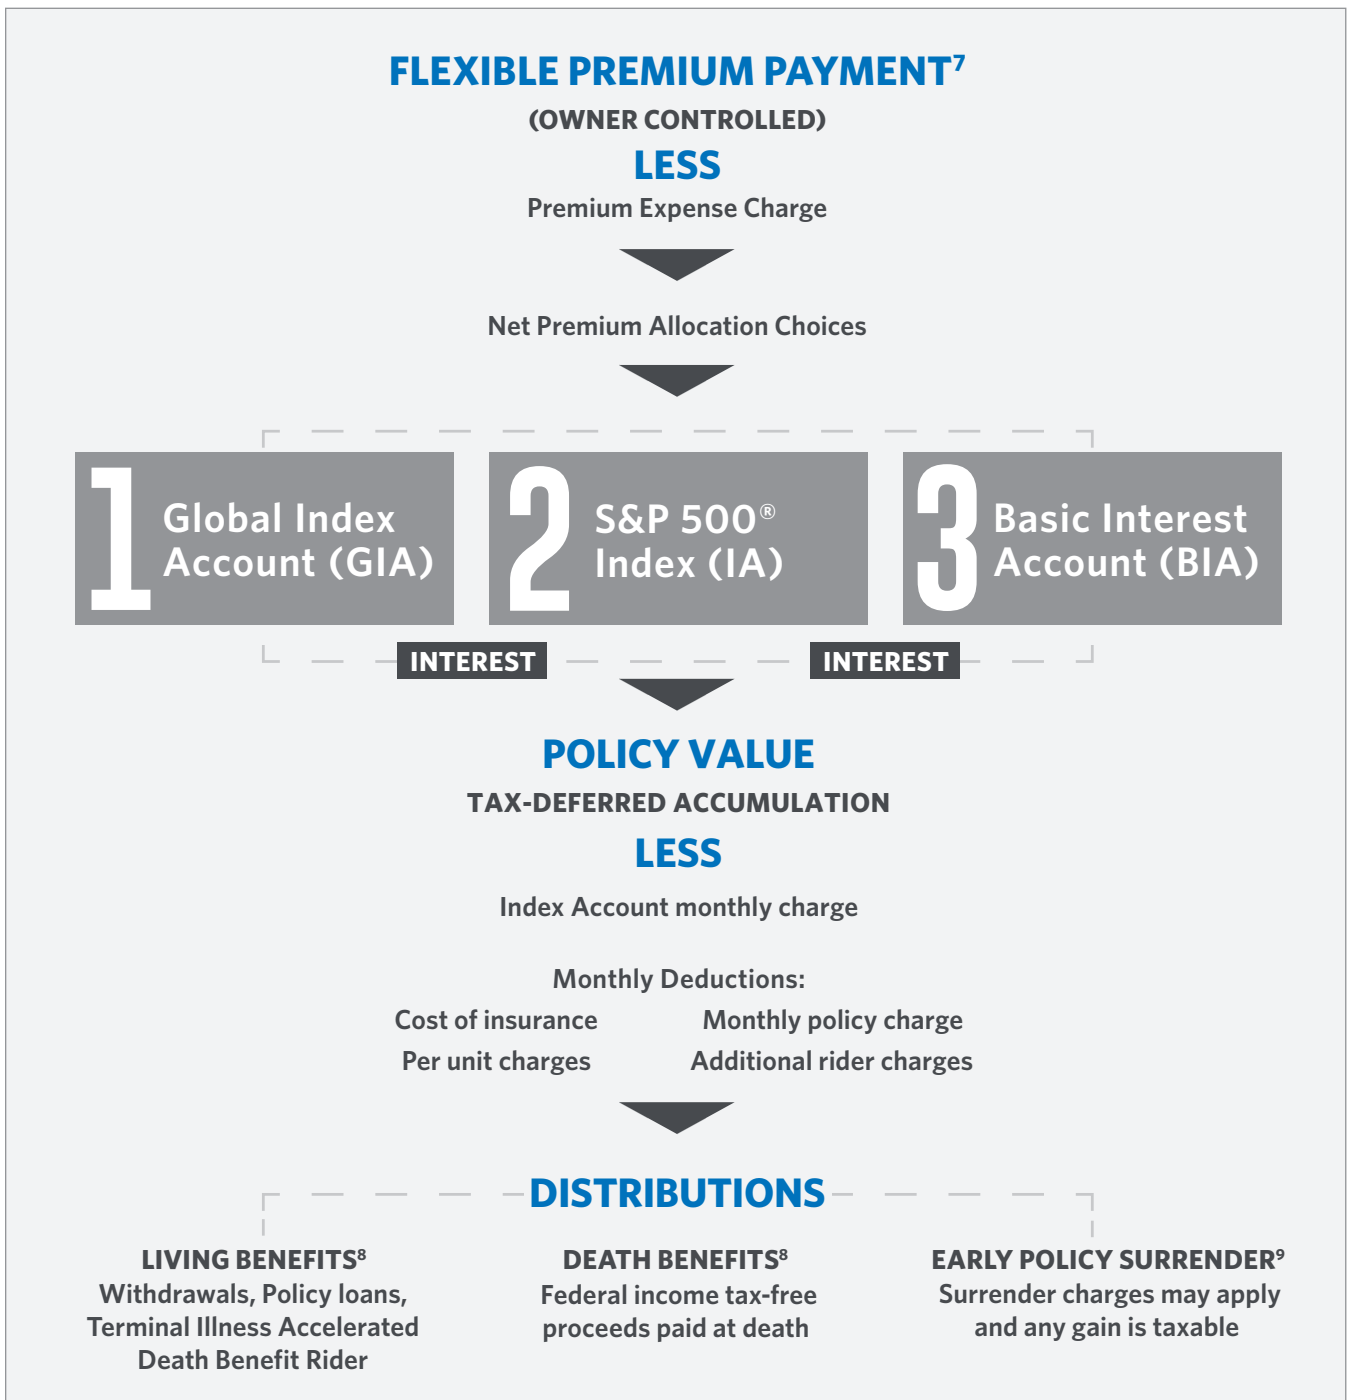 FLEXIBLE PREMIUM PAYMENT⁷
(OWNER CONTROLLED)
LESS
Premium Expense Charge
Net Premium Allocation Choices
1
Global Index
Account (GIA)
2
S&P 500®
Index (IA)
3
Basic Interest
Account (BIA)
INTEREST
INTEREST
POLICY VALUE
TAX-DEFERRED ACCUMULATION
LESS
Index Account monthly charge
Monthly Deductions:
Cost of insurance
Monthly policy charge
Per unit charges
Additional rider charges
DISTRIBUTIONS
LIVING BENEFITS⁸
Withdrawals, Policy loans,
Terminal Illness Accelerated
Death Benefit Rider
DEATH BENEFITS⁸
Federal income tax-free
proceeds paid at death
EARLY POLICY SURRENDER⁹
Surrender charges may apply
and any gain is taxable